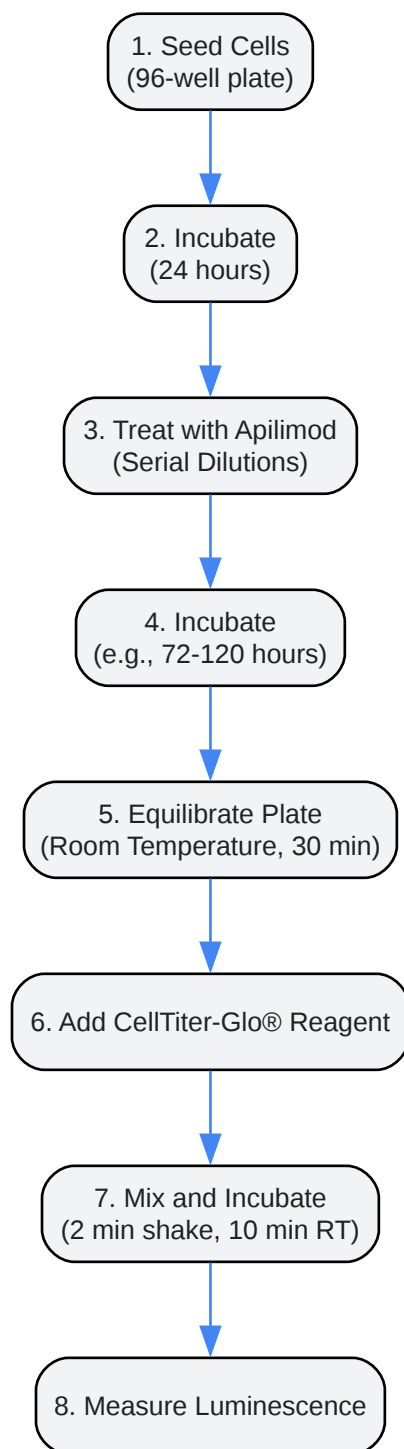 1. Seed Cells
(96-well plate)
2. Incubate
(24 hours)
3. Treat with Apilimod
(Serial Dilutions)
4. Incubate
(e.g., 72-120 hours)
5. Equilibrate Plate
(Room Temperature, 30 min)
6. Add CellTiter-Glo® Reagent
7. Mix and Incubate
(2 min shake, 10 min RT)
8. Measure Luminescence